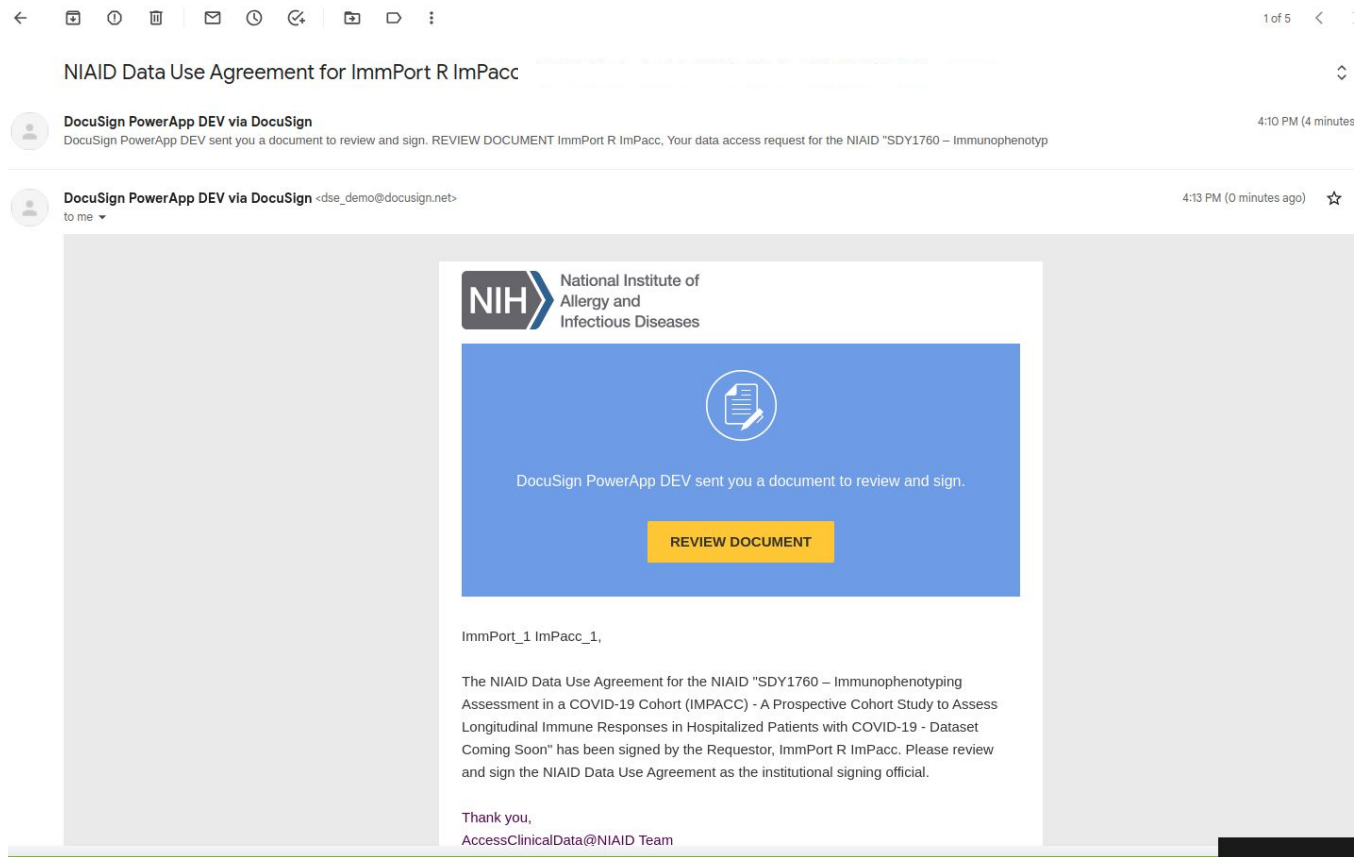 1 of 5
NIAID Data Use Agreement for ImmPort R ImPacc
DocuSign PowerApp DEV via DocuSign
4:10 PM (4 minutes
DocuSign PowerApp DEV sent you a document to review and sign. REVIEW DOCUMENT ImmPort R ImPacc, Your data access request for the NIAID "SDY1760 – Immunophenotyp
DocuSign PowerApp DEV via DocuSign <dse_demo@docusign.net>
4:13 PM (0 minutes ago)
to me
NIH
National Institute of
Allergy and
Infectious Diseases
DocuSign PowerApp DEV sent you a document to review and sign.
REVIEW DOCUMENT
ImmPort_1 ImPacc_1,
The NIAID Data Use Agreement for the NIAID "SDY1760 – Immunophenotyping
Assessment in a COVID-19 Cohort (IMPACC) - A Prospective Cohort Study to Assess
Longitudinal Immune Responses in Hospitalized Patients with COVID-19 - Dataset
Coming Soon" has been signed by the Requestor, ImmPort R ImPacc. Please review
and sign the NIAID Data Use Agreement as the institutional signing official.
Thank you,
AccessClinicalData@NIAID Team